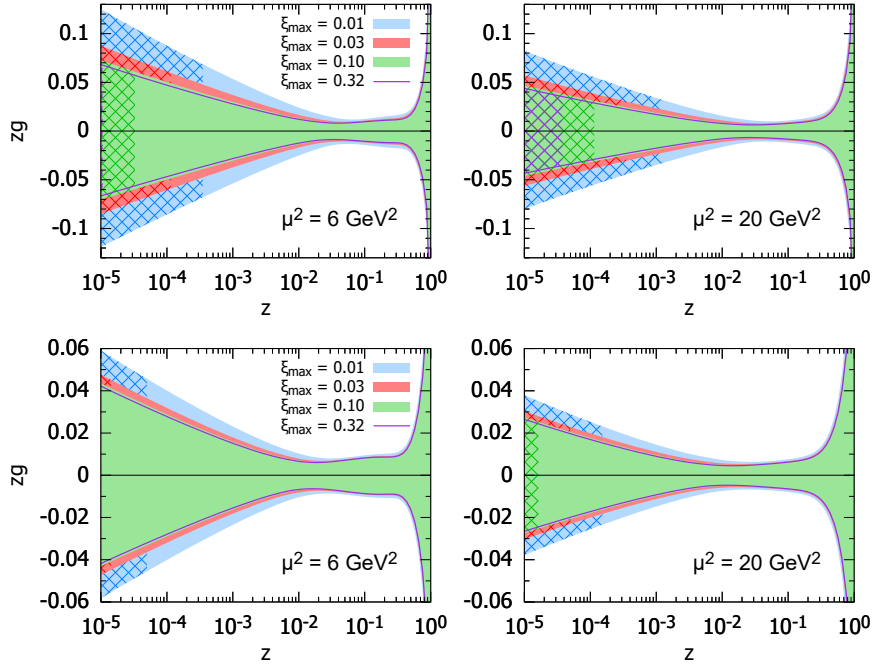 zg
0.1
0.05
0
-0.05
-0.1
ξmax = 0.01
ξmax = 0.03
ξmax = 0.10
ξmax = 0.32
μ² = 6 GeV²
10⁻⁵ 10⁻⁴ 10⁻³ 10⁻² 10⁻¹ 10⁰
z
0.1
0.05
0
-0.05
-0.1
μ² = 20 GeV²
10⁻⁵ 10⁻⁴ 10⁻³ 10⁻² 10⁻¹ 10⁰
z
zg
0.06
0.04
0.02
0
-0.02
-0.04
-0.06
ξmax = 0.01
ξmax = 0.03
ξmax = 0.10
ξmax = 0.32
μ² = 6 GeV²
10⁻⁵ 10⁻⁴ 10⁻³ 10⁻² 10⁻¹ 10⁰
z
0.06
0.04
0.02
0
-0.02
-0.04
-0.06
μ² = 20 GeV²
10⁻⁵ 10⁻⁴ 10⁻³ 10⁻² 10⁻¹ 10⁰
z